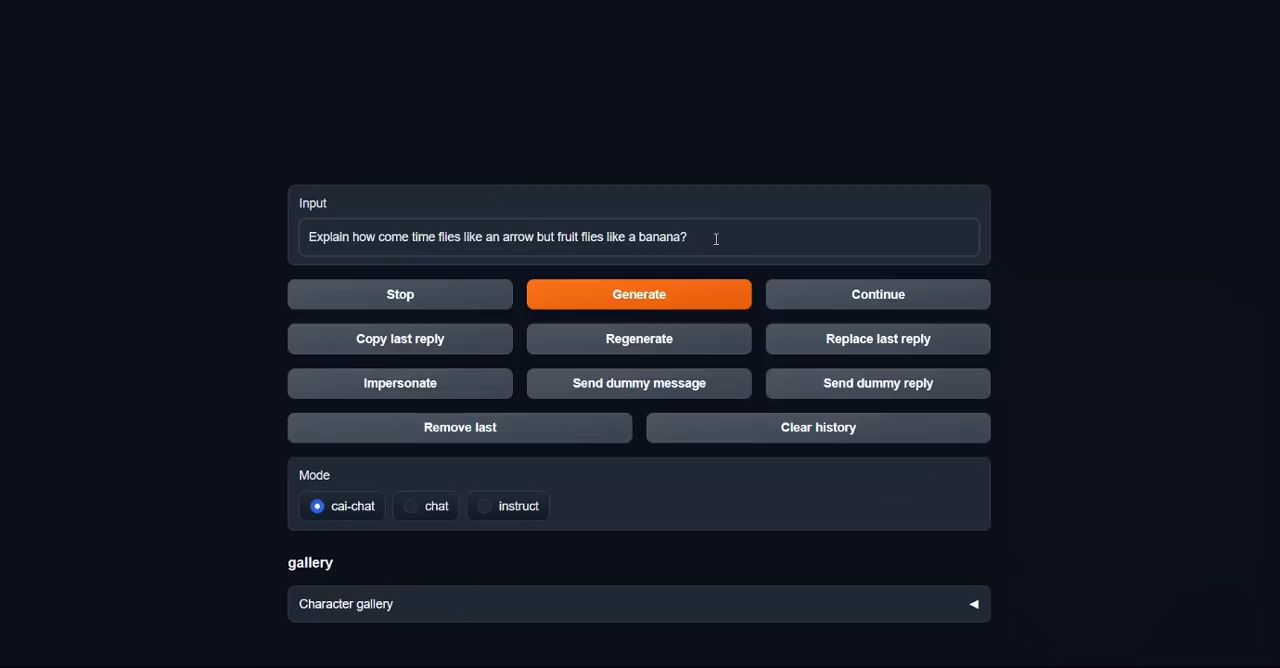 Input
Explain how come time flies like an arrow but fruit flies like a banana?
Stop
Generate
Continue
Copy last reply
Regenerate
Replace last reply
Impersonate
Send dummy message
Send dummy reply
Remove last
Clear history
Mode
cai-chat
chat
instruct
gallery
Character gallery